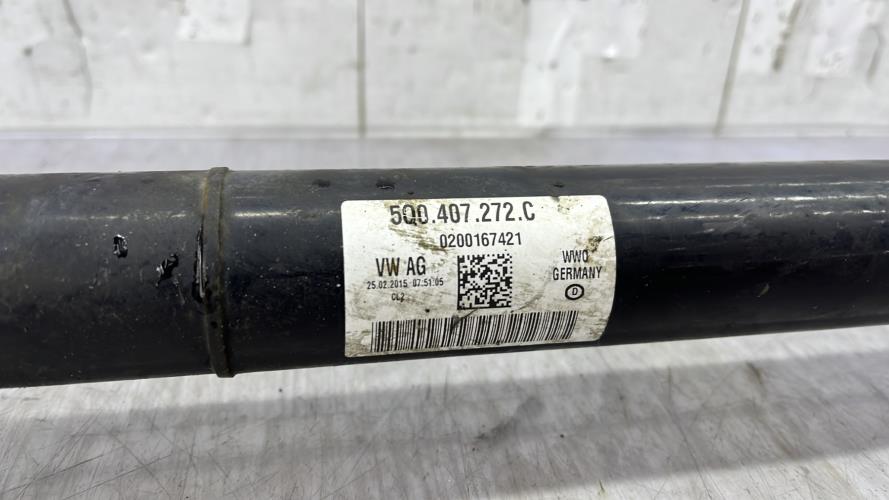 5Q0.407.272.C
0200167421
VW AG
25.02.2015 07.51.05
CL2
WWO
GERMANY
D